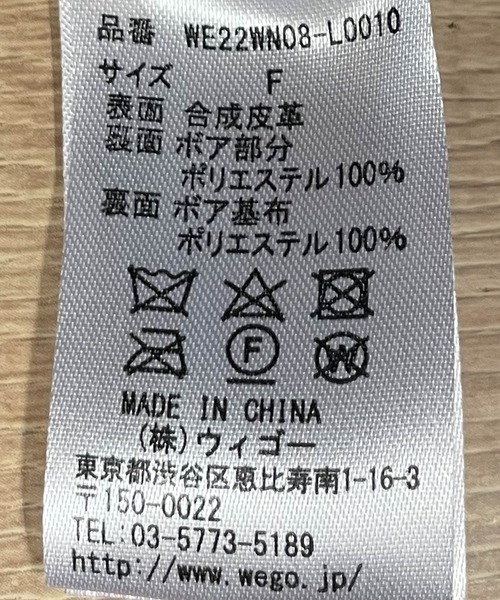 品番 WE22WN08-L0010
サイズ F
表面 合成皮革
裏面 ボア部分
ポリエステル100%
裏面 ボア基布
ポリエステル100%
F W
MADE IN CHINA
(株)ウィゴー
東京都渋谷区恵比寿南1-16-3
〒150-0022
TEL:03-5773-5189
http://www.wego.jp/